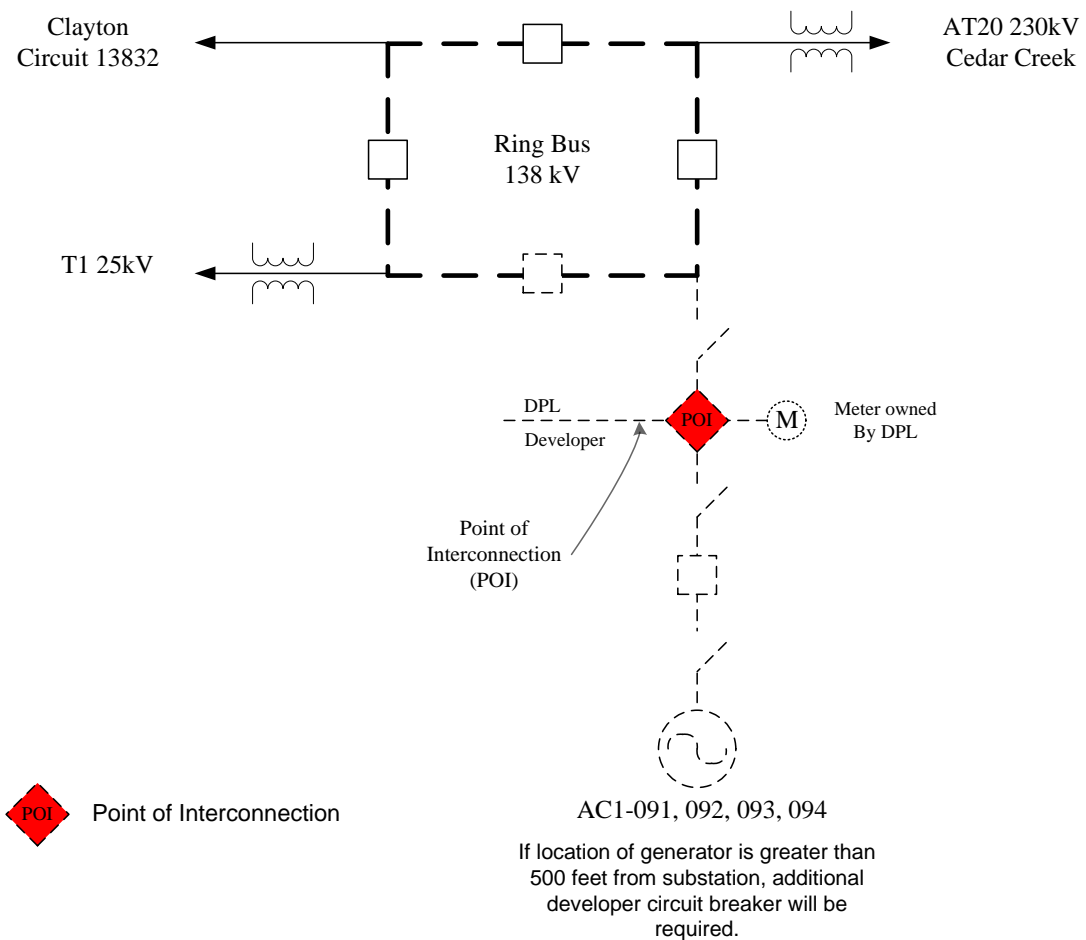 Clayton
Circuit 13832
AT20 230kV
Cedar Creek
Ring Bus
138 kV
T1 25kV
DPL
Developer
POI
M
Meter owned
By DPL
Point of
Interconnection
(POI)
POI
Point of Interconnection
AC1-091, 092, 093, 094
If location of generator is greater than
500 feet from substation, additional
developer circuit breaker will be
required.